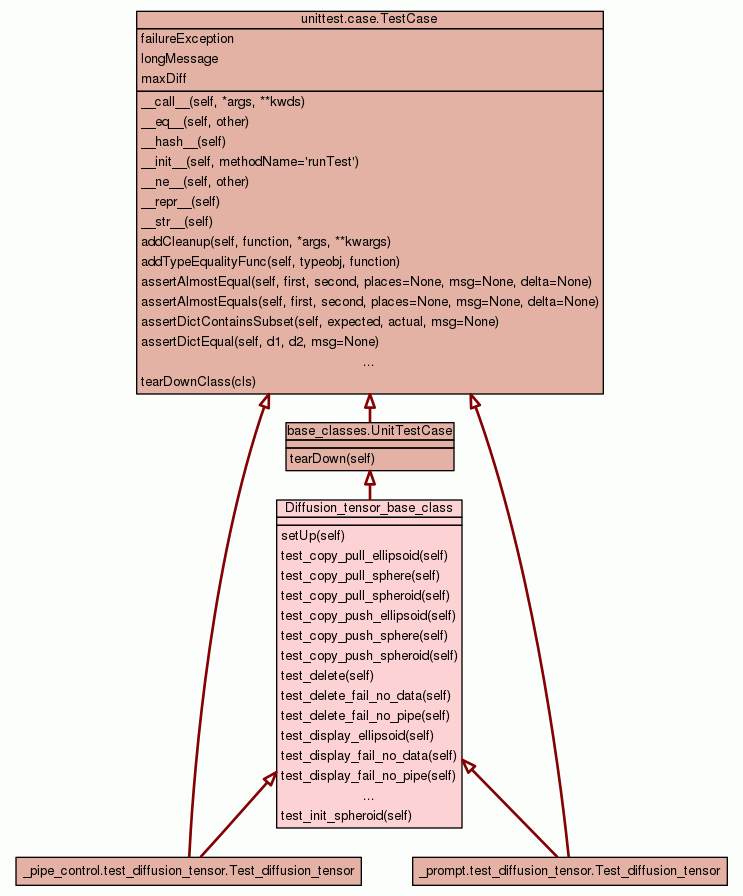 unittest.case.TestCase
failureException
longMessage
maxDiff
__call__(self, *args, **kwds)
__eq__(self, other)
__hash__(self)
__init__(self, methodName='runTest')
__ne__(self, other)
__repr__(self)
__str__(self)
addCleanup(self, function, *args, **kwargs)
addTypeEqualityFunc(self, typeobj, function)
assertAlmostEqual(self, first, second, places=None, msg=None, delta=None)
assertAlmostEquals(self, first, second, places=None, msg=None, delta=None)
assertDictContainsSubset(self, expected, actual, msg=None)
assertDictEqual(self, d1, d2, msg=None)
...
tearDownClass(cls)
base_classes.UnitTestCase
tearDown(self)
Diffusion_tensor_base_class
setUp(self)
test_copy_pull_ellipsoid(self)
test_copy_pull_sphere(self)
test_copy_pull_spheroid(self)
test_copy_push_ellipsoid(self)
test_copy_push_sphere(self)
test_copy_push_spheroid(self)
test_delete(self)
test_delete_fail_no_data(self)
test_delete_fail_no_pipe(self)
test_display_ellipsoid(self)
test_display_fail_no_data(self)
test_display_fail_no_pipe(self)
...
test_init_spheroid(self)
_pipe_control.test_diffusion_tensor.Test_diffusion_tensor
_prompt.test_diffusion_tensor.Test_diffusion_tensor